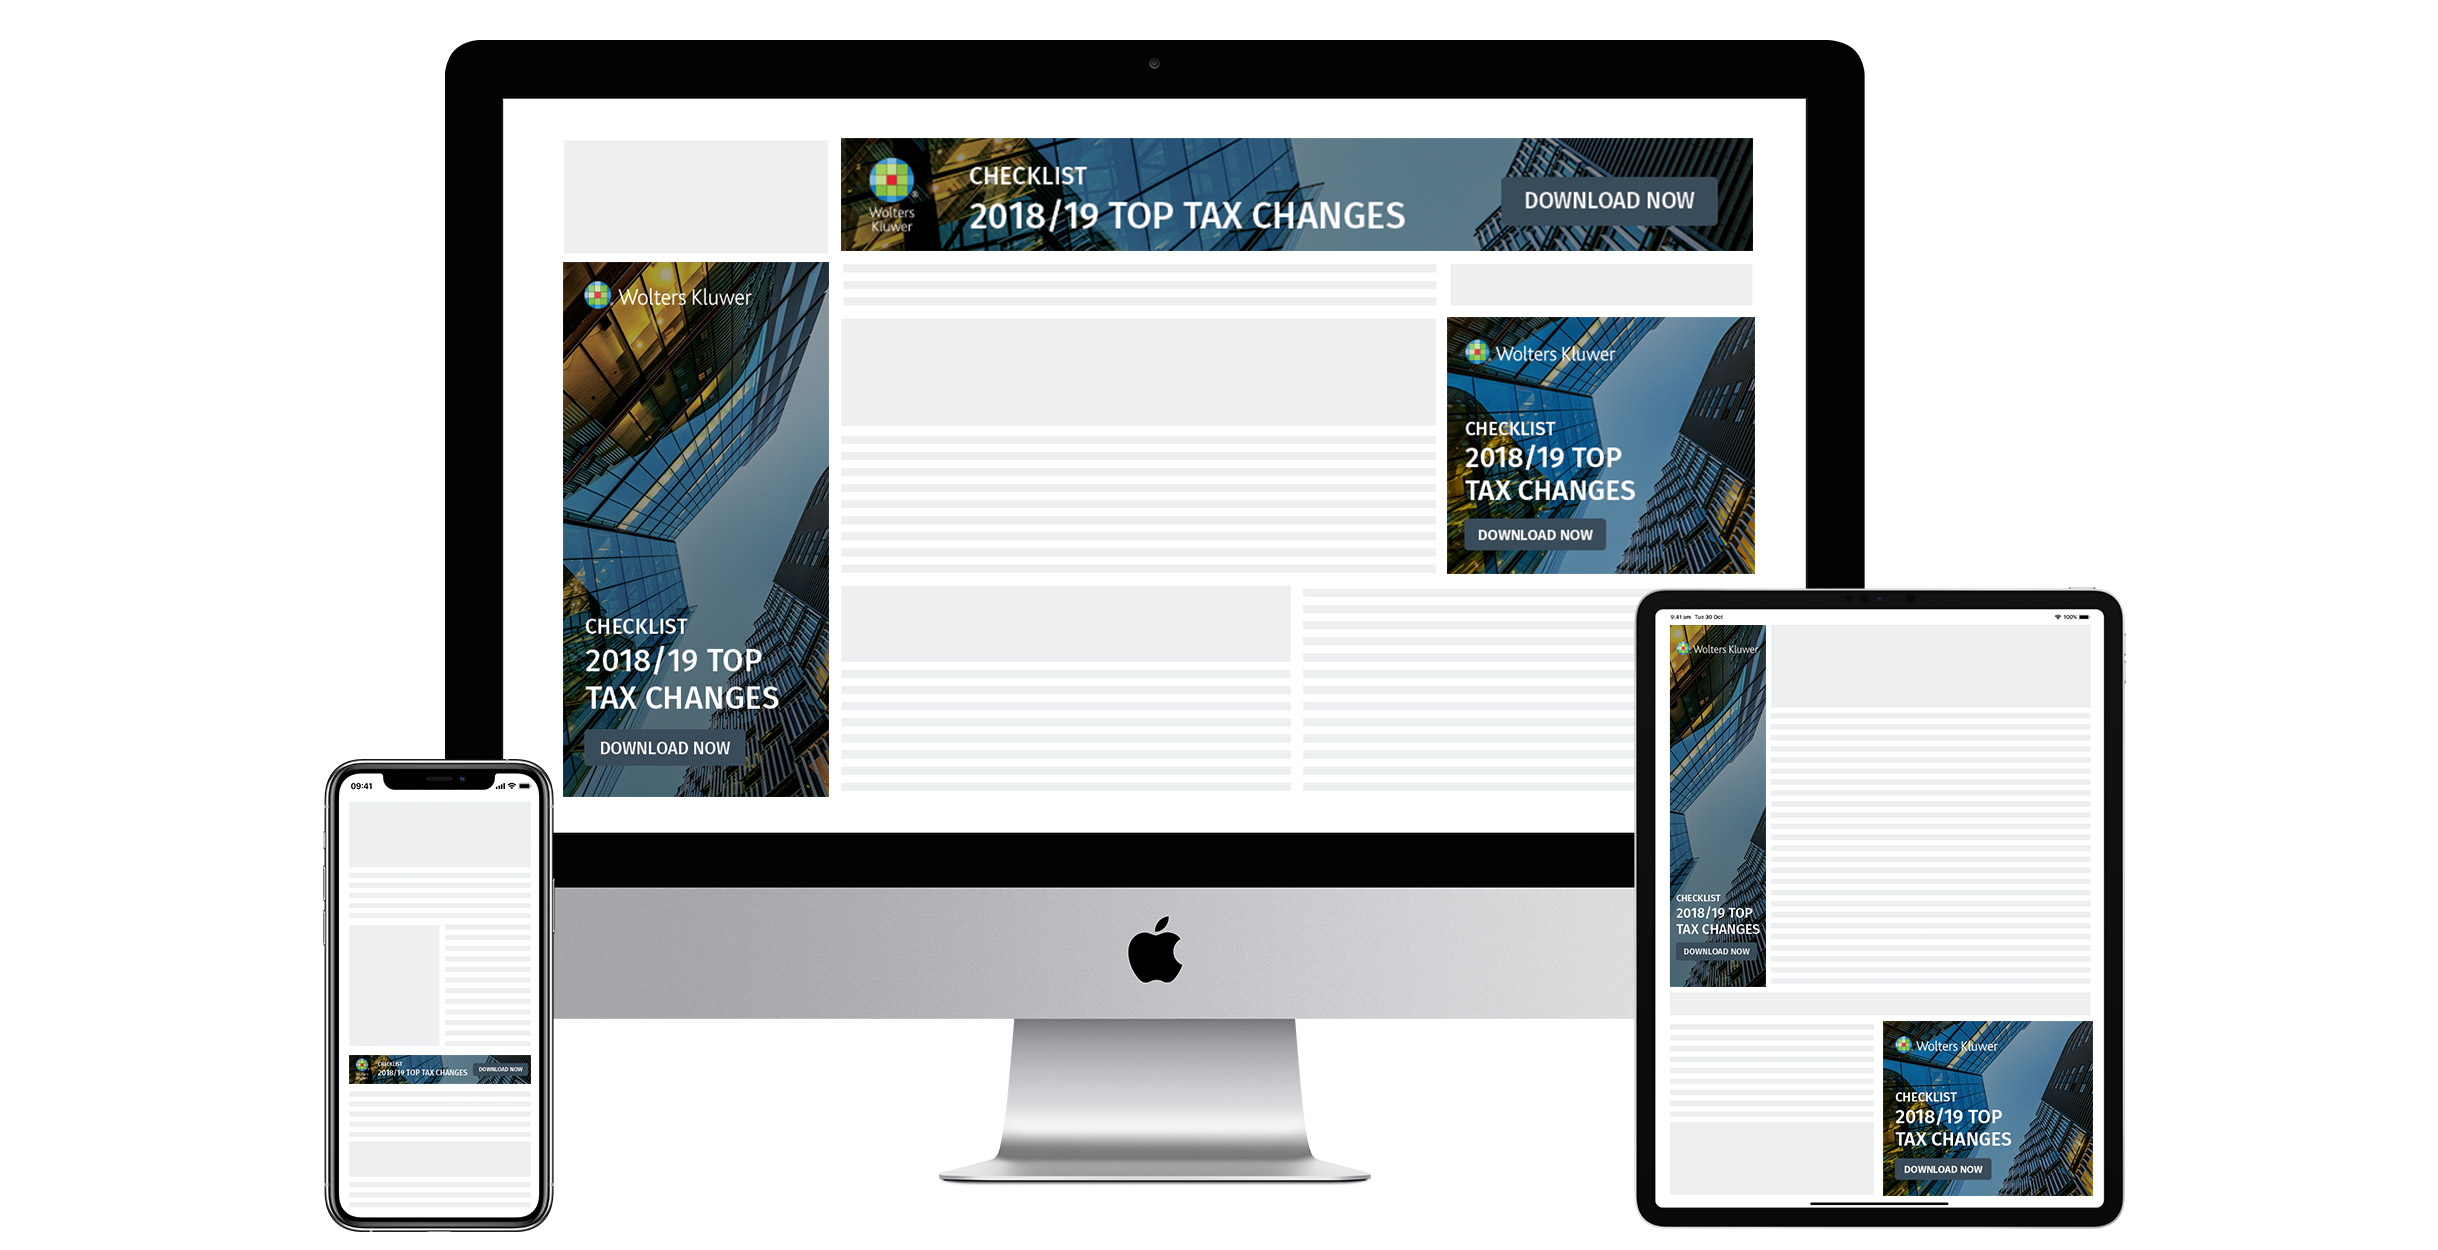 Wolters
Kluwer
CHECKLIST
2018/19 TOP TAX CHANGES
DOWNLOAD NOW
Wolters Kluwer
CHECKLIST
2018/19 TOP
TAX CHANGES
DOWNLOAD NOW
Wolters Kluwer
CHECKLIST
2018/19 TOP
TAX CHANGES
DOWNLOAD NOW
09:41
CHECKLIST
2018/19 TOP TAX CHANGES
DOWNLOAD NOW
9:41 am Tue 30 Oct
100%
Wolters Kluwer
CHECKLIST
2018/19 TOP
TAX CHANGES
DOWNLOAD NOW
Wolters Kluwer
CHECKLIST
2018/19 TOP
TAX CHANGES
DOWNLOAD NOW